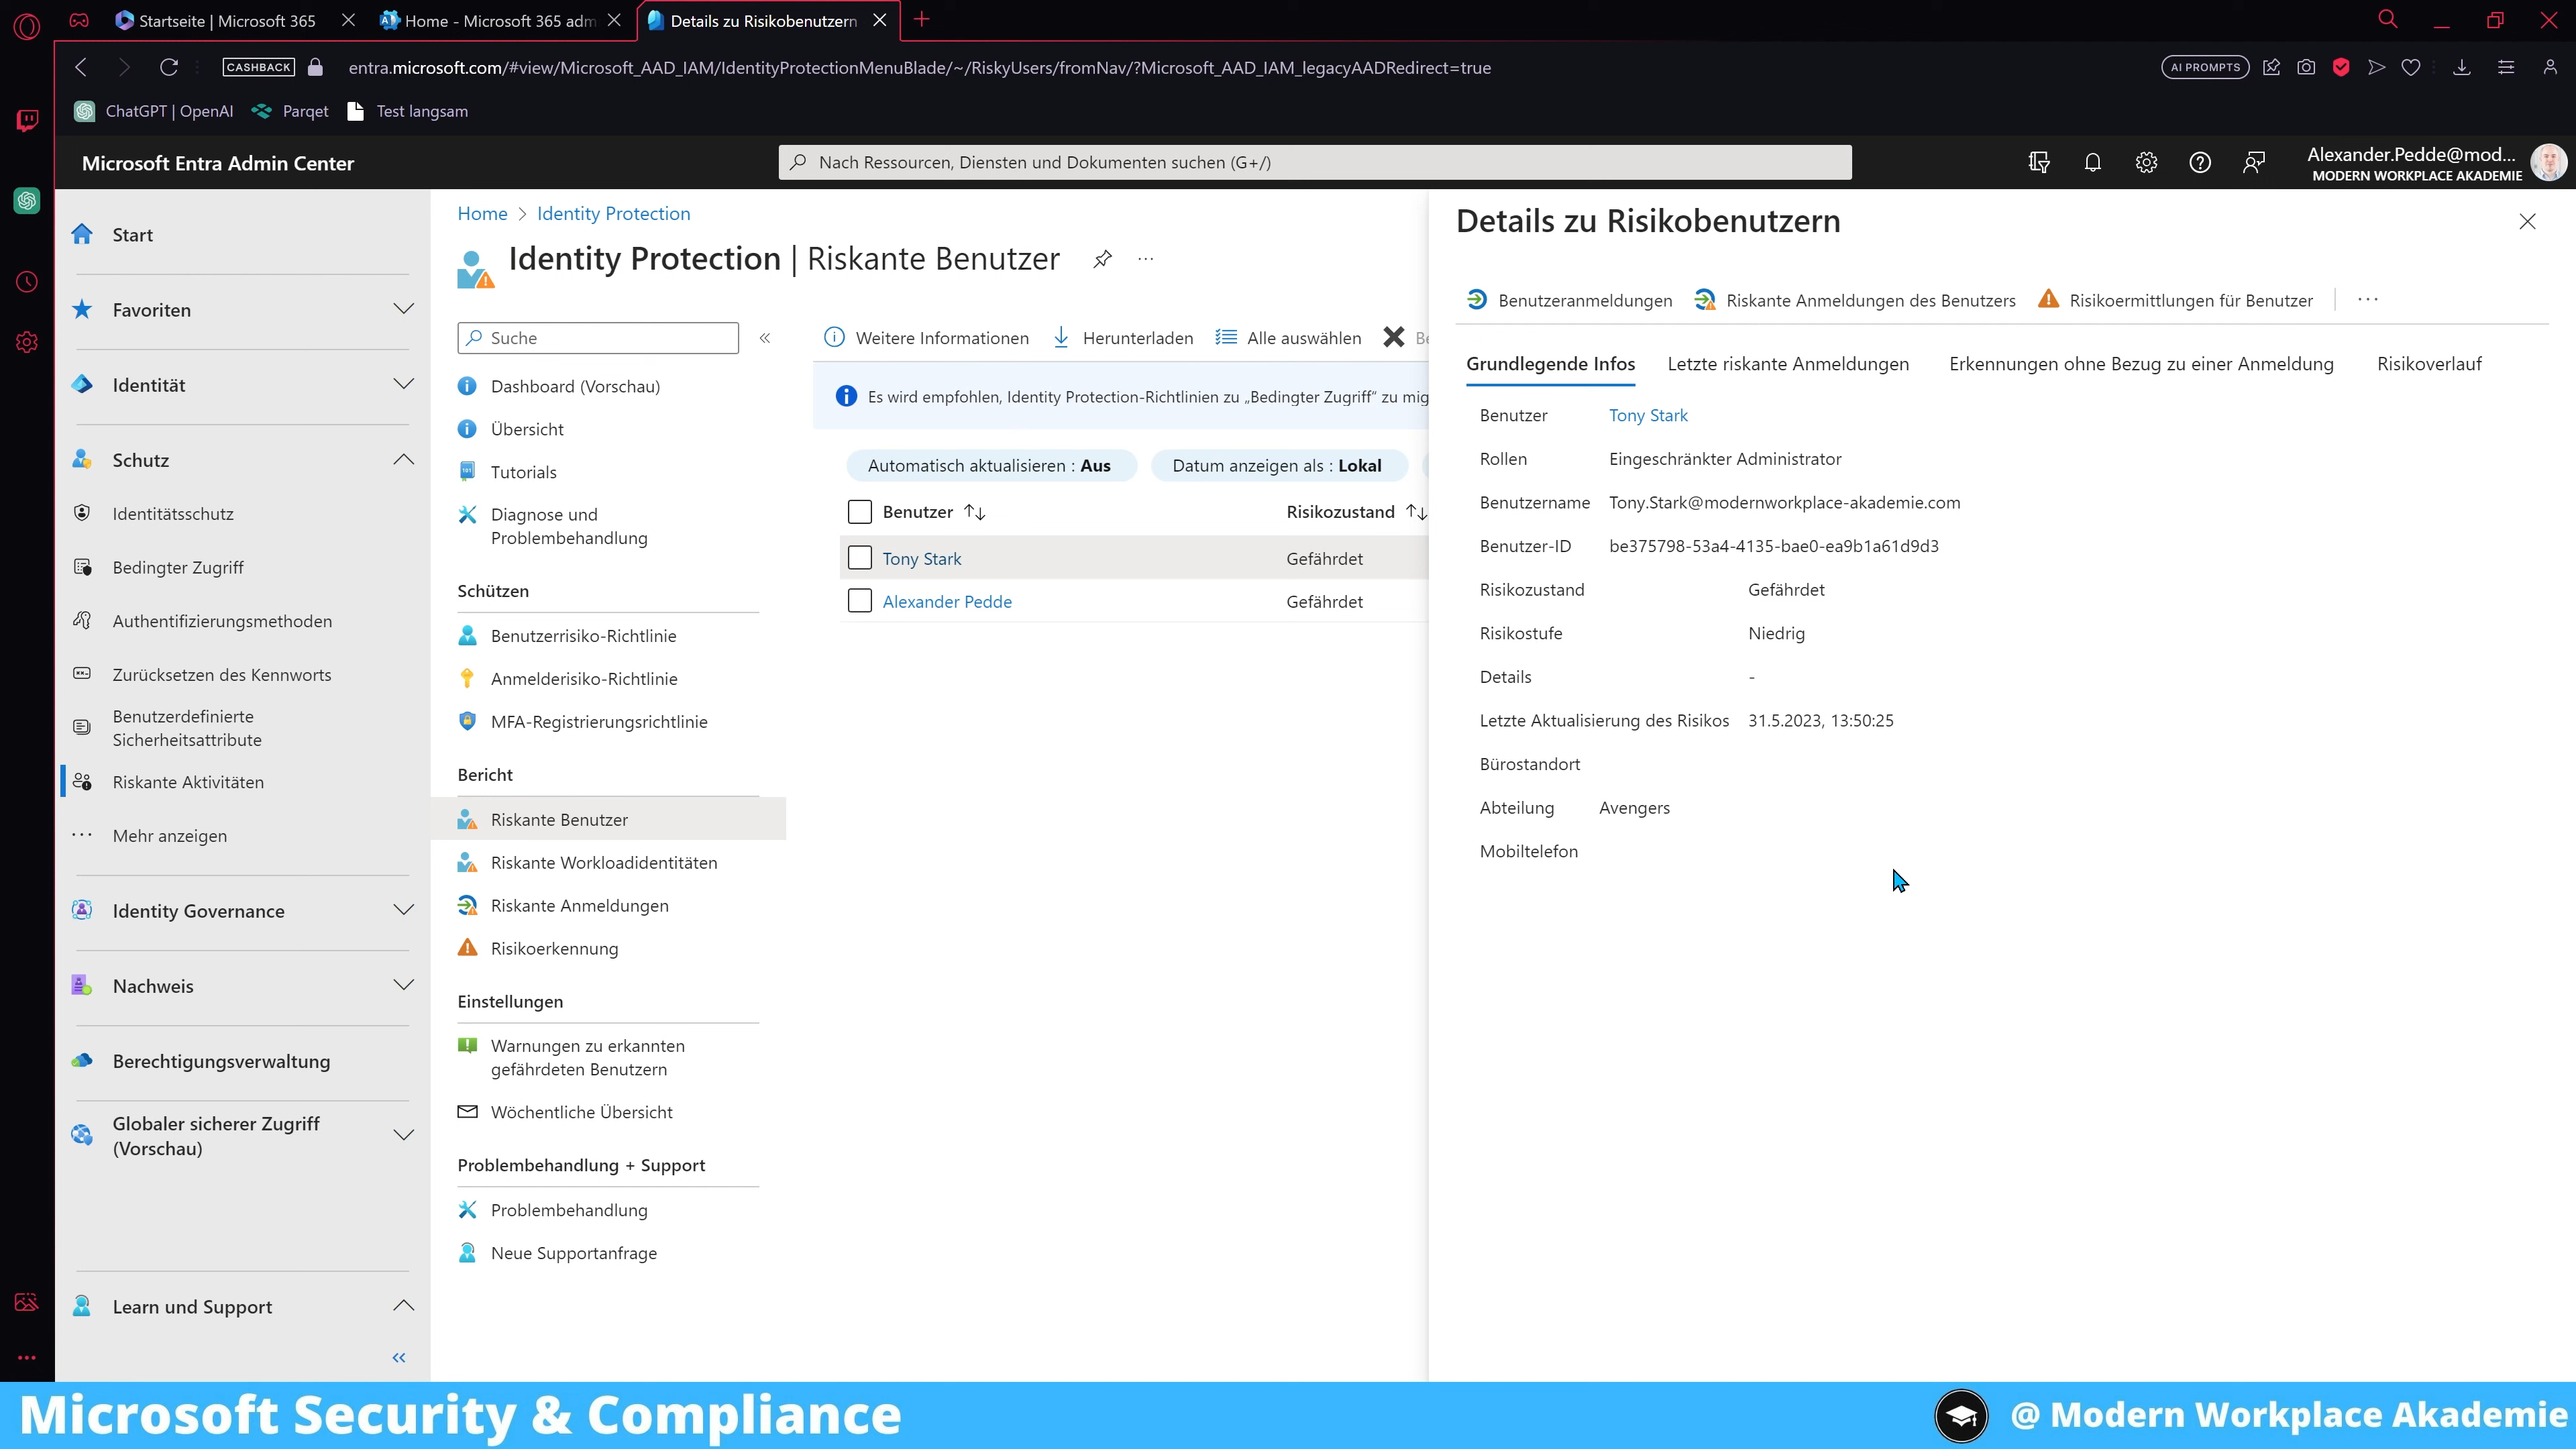 Startseite | Microsoft 365
Home - Microsoft 365 adm
Details zu Risikobenutzern
CASHBACK
entra.microsoft.com/#view/Microsoft_AAD_IAM/IdentityProtectionMenuBlade/~/RiskyUsers/fromNav/?Microsoft_AAD_IAM_legacyAADRedirect=true
AI PROMPTS
ChatGPT | OpenAI
Parqet
Test langsam
Microsoft Entra Admin Center
Nach Ressourcen, Diensten und Dokumenten suchen (G+/)
Alexander.Pedde@mod...
MODERN WORKPLACE AKADEMIE
Start
Favoriten
Identität
Schutz
Identitätsschutz
Bedingter Zugriff
Authentifizierungsmethoden
Zurücksetzen des Kennworts
Benutzerdefinierte
Sicherheitsattribute
Riskante Aktivitäten
Mehr anzeigen
Identity Governance
Nachweis
Berechtigungsverwaltung
Globaler sicherer Zugriff
(Vorschau)
Learn und Support
Home > Identity Protection
Identity Protection | Riskante Benutzer
Suche
Dashboard (Vorschau)
Übersicht
Tutorials
Diagnose und
Problembehandlung
Schützen
Benutzerrisiko-Richtlinie
Anmelderisiko-Richtlinie
MFA-Registrierungsrichtlinie
Bericht
Riskante Benutzer
Riskante Workloadidentitäten
Riskante Anmeldungen
Risikoerkennung
Einstellungen
Warnungen zu erkannten
gefährdeten Benutzern
Wöchentliche Übersicht
Problembehandlung + Support
Problembehandlung
Neue Supportanfrage
Weitere Informationen
Herunterladen
Alle auswählen
Be
Es wird empfohlen, Identity Protection-Richtlinien zu „Bedingter Zugriff“ zu mig
Automatisch aktualisieren : Aus
Datum anzeigen als : Lokal
Benutzer
Risikozustand
Tony Stark
Gefährdet
Alexander Pedde
Gefährdet
Details zu Risikobenutzern
Benutzeranmeldungen
Riskante Anmeldungen des Benutzers
Risikoermittlungen für Benutzer
Grundlegende Infos
Letzte riskante Anmeldungen
Erkennungen ohne Bezug zu einer Anmeldung
Risikoverlauf
Benutzer Tony Stark
Rollen Eingeschränkter Administrator
Benutzername Tony.Stark@modernworkplace-akademie.com
Benutzer-ID be375798-53a4-4135-bae0-ea9b1a61d9d3
Risikozustand Gefährdet
Risikostufe Niedrig
Details -
Letzte Aktualisierung des Risikos 31.5.2023, 13:50:25
Bürostandort
Abteilung Avengers
Mobiltelefon
Microsoft Security & Compliance
@ Modern Workplace Akademie